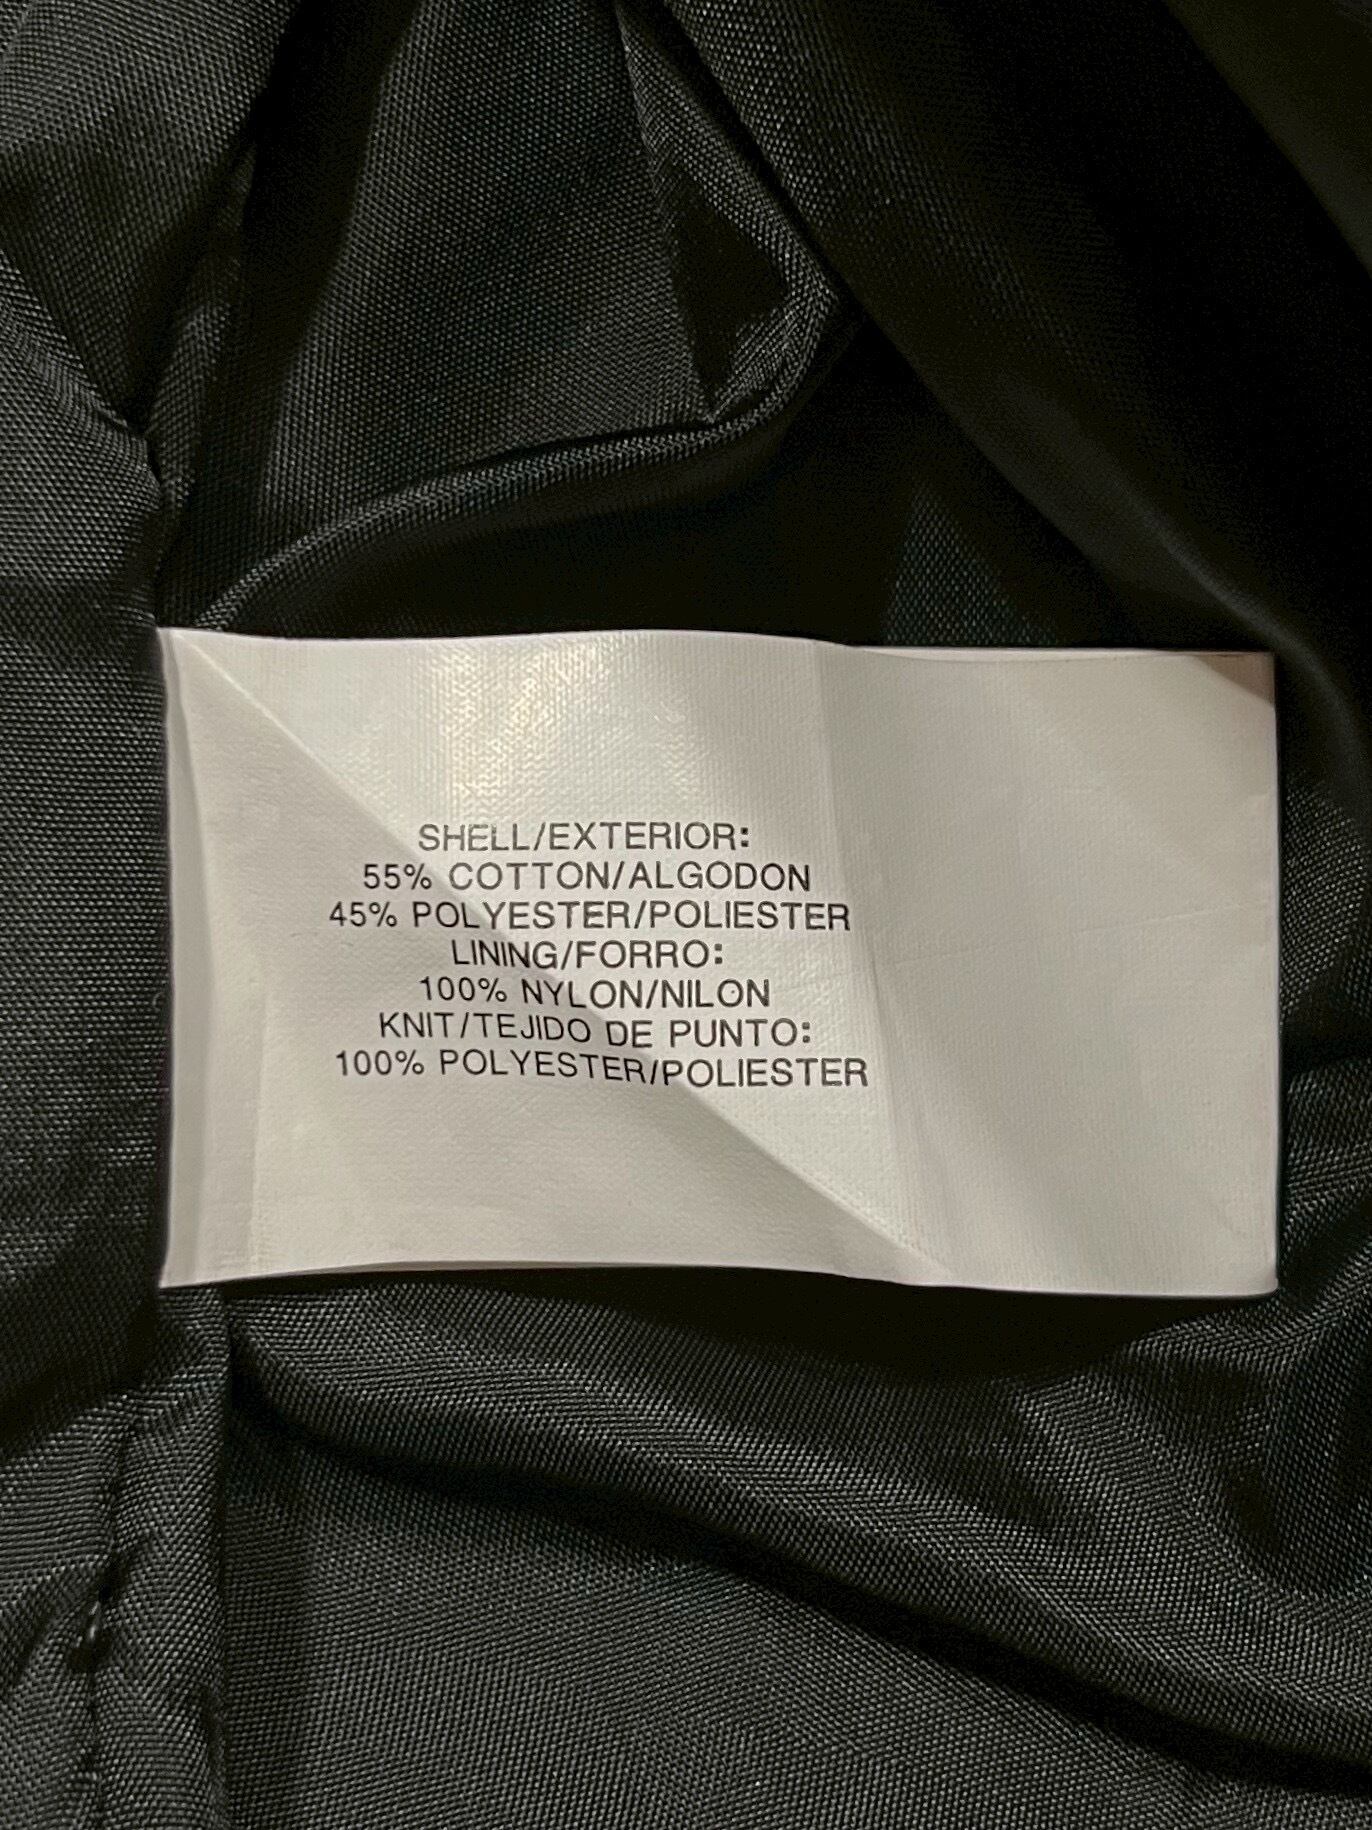 SHELL/EXTERIOR:
55% COTTON/ALGODON
45% POLYESTER/POLIESTER
LINING/FORRO:
100% NYLON/NILON
KNIT/TEJIDO DE PUNTO:
100% POLYESTER/POLIESTER